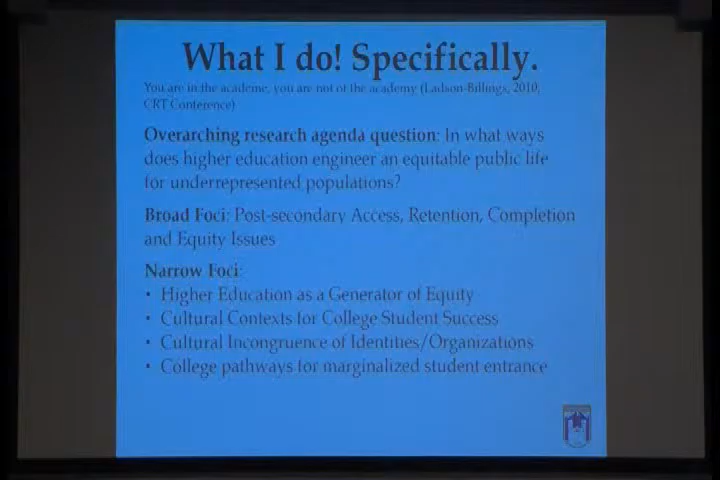 What I do! Specifically.
You are in the academe, you are not of the academy (Ladson-Billings, 2010,
CRT Conference)
Overarching research agenda question: In what ways
does higher education engineer an equitable public life
for underrepresented populations?
Broad Foci: Post-secondary Access, Retention, Completion
and Equity Issues
Narrow Foci:
• Higher Education as a Generator of Equity
• Cultural Contexts for College Student Success
• Cultural Incongruence of Identities/Organizations
• College pathways for marginalized student entrance